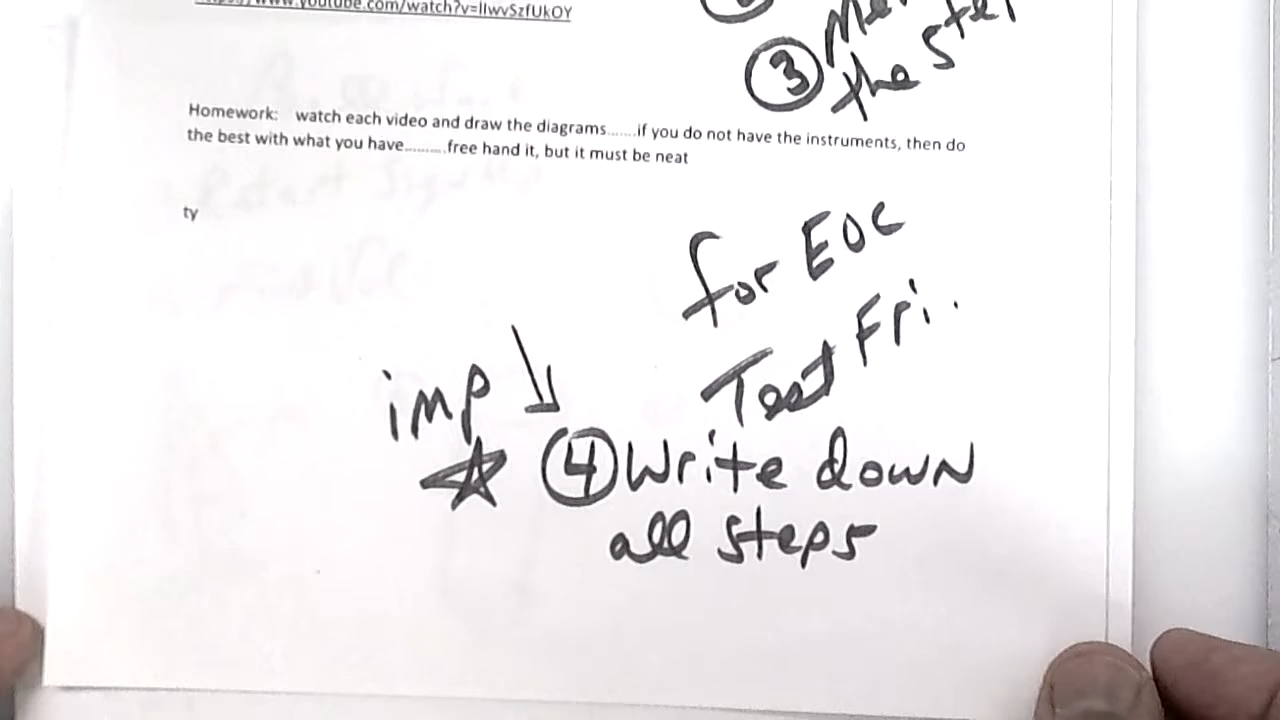 www.youtube.com/watch?v=lIwvSzfUkOY
③
the Step
Homework: watch each video and draw the diagrams.......if you do not have the instruments, then do
the best with what you have..........free hand it, but it must be neat
ty
for EOC
Test Fri.
imp ↓
☆ ④ Write down
all steps